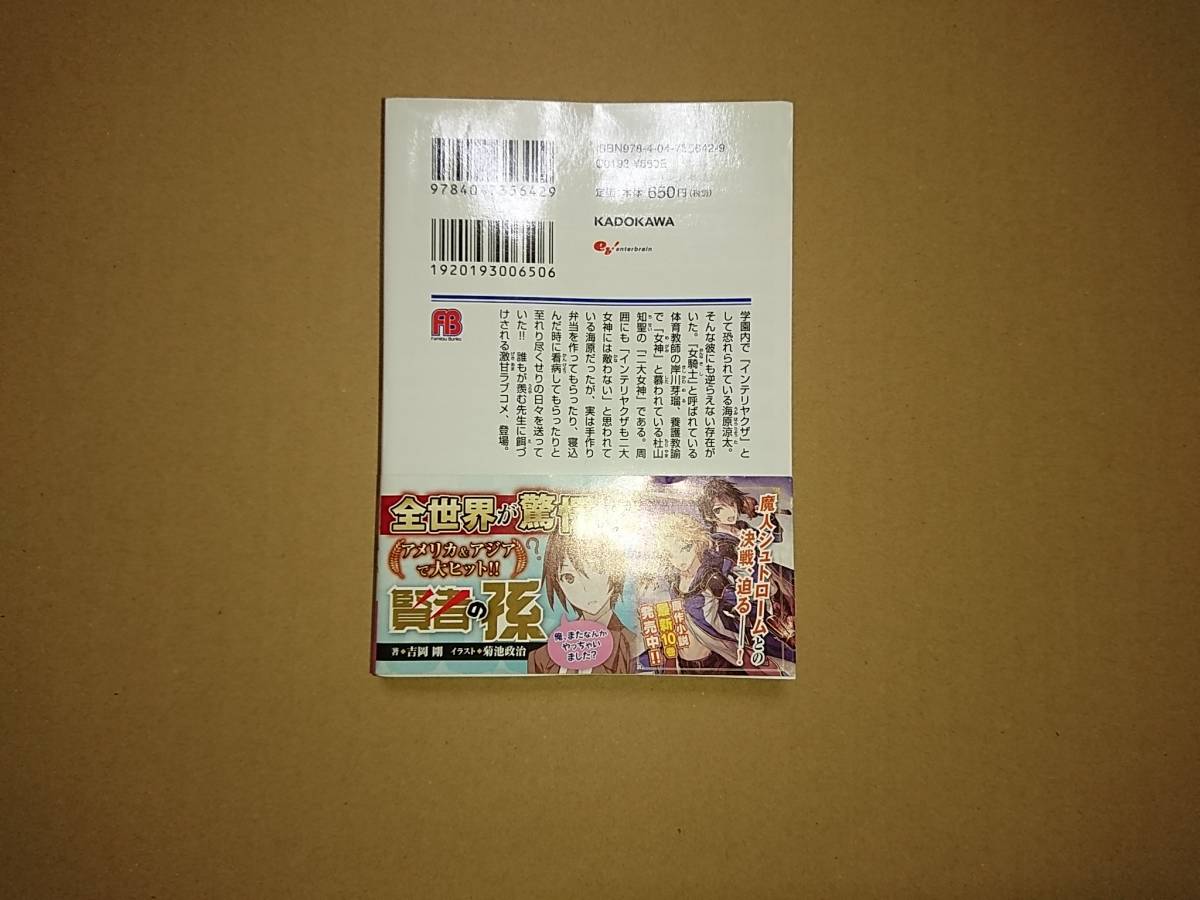 ISBN978-4-04-735642-9
C0193 ¥650E
9784047356429
定価：本体650円（税別）
KADOKAWA
enterbrain
1920193006506
FB
Famitsu Bunko
学園内で「インテリヤクザ」と
して恐れられている海原涼太。
そんな彼にも逆らえない存在が
いた。「女騎士」と呼ばれている
体育教師の岸川芽瑠、養護教諭
で「女神」と慕われている杜山
知聖の「二大女神」である。周
囲にも「インテリヤクザも二大
女神には敵わない」と思われて
いる海原だったが、実は手作り
弁当を作ってもらったり、寝込
んだ時に看病してもらったりと
至れり尽くせりの日々を送って
いた!! 誰もが羨む先生に餌づ
けされる激甘ラブコメ、登場。
全世界が驚
アメリカ&アジア
で大ヒット!!
賢者の孫
著◆吉岡 剛 イラスト◆菊池政治
俺、またなんか
やっちゃい
ました?
魔人シュトロームとの
決戦、迫る――!
原作小説
最新10巻
発売中!!